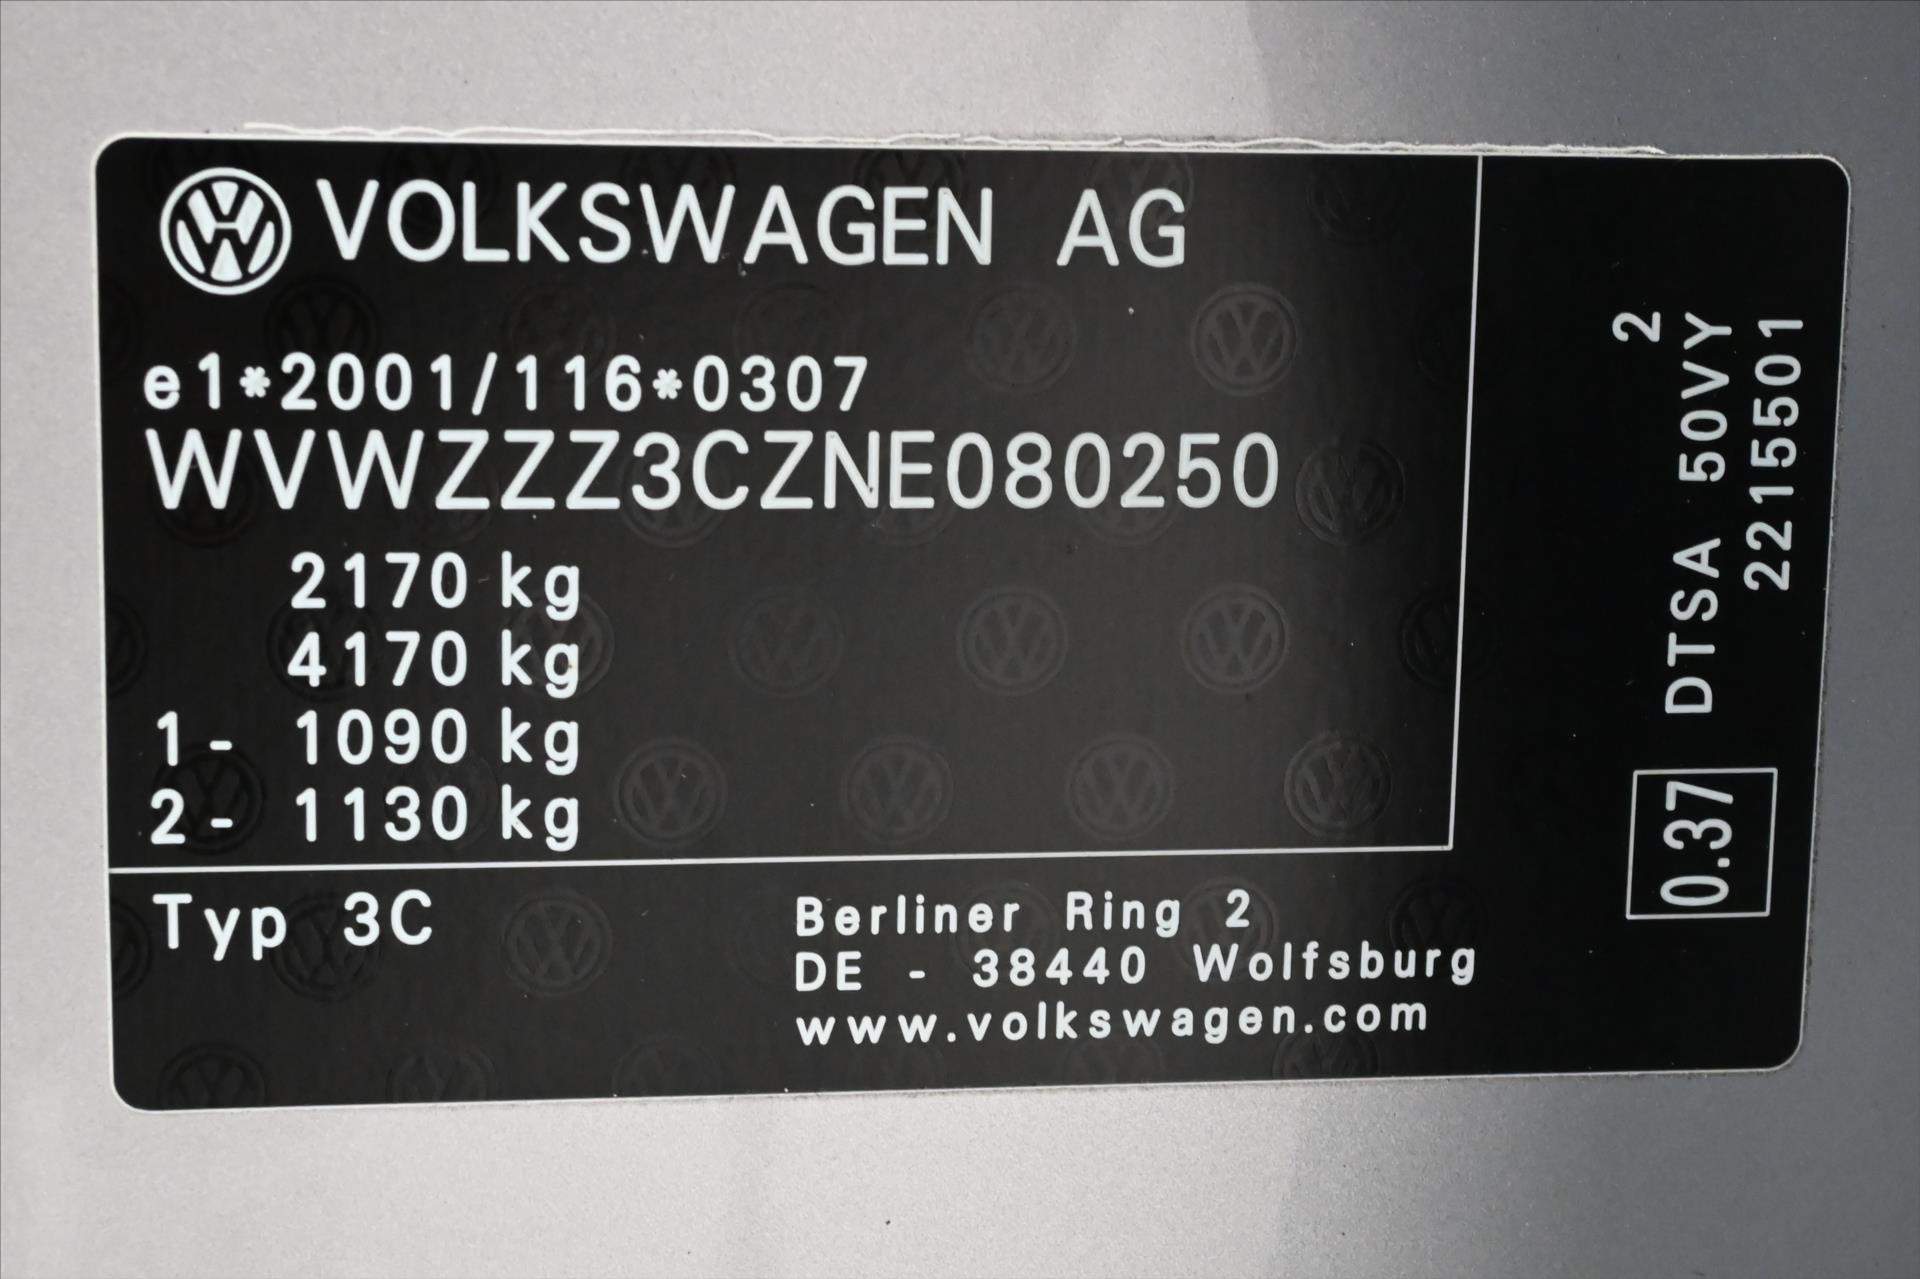 VOLKSWAGEN AG
e1*2001/116*0307
WVWZZZ3CZNE080250
2170 kg
4170 kg
1- 1090 kg
2- 1130 kg
Typ 3C
Berliner Ring 2
DE - 38440 Wolfsburg
www.volkswagen.com
2
DTSA 50VY
2215501
0.37